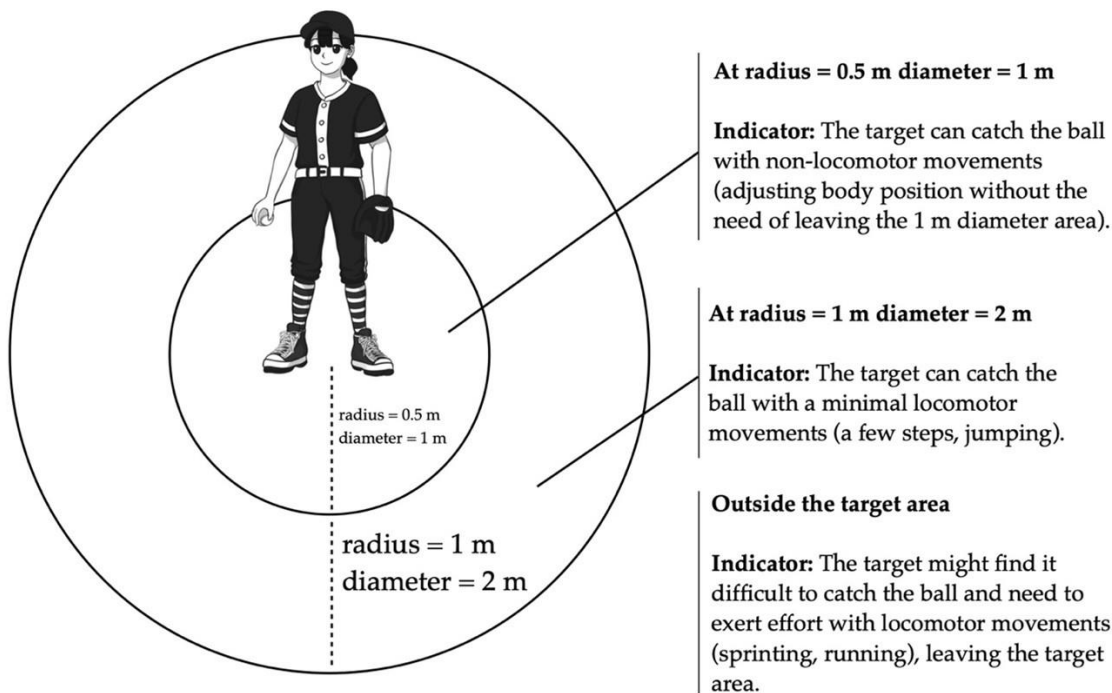 At radius = 0.5 m diameter = 1 m
Indicator: The target can catch the ball
with non-locomotor movements
(adjusting body position without the
need of leaving the 1 m diameter area).
At radius = 1 m diameter = 2 m
Indicator: The target can catch the
ball with a minimal locomotor
movements (a few steps, jumping).
Outside the target area
Indicator: The target might find it
difficult to catch the ball and need to
exert effort with locomotor movements
(sprinting, running), leaving the target
area.
radius = 0.5 m
diameter = 1 m
radius = 1 m
diameter = 2 m